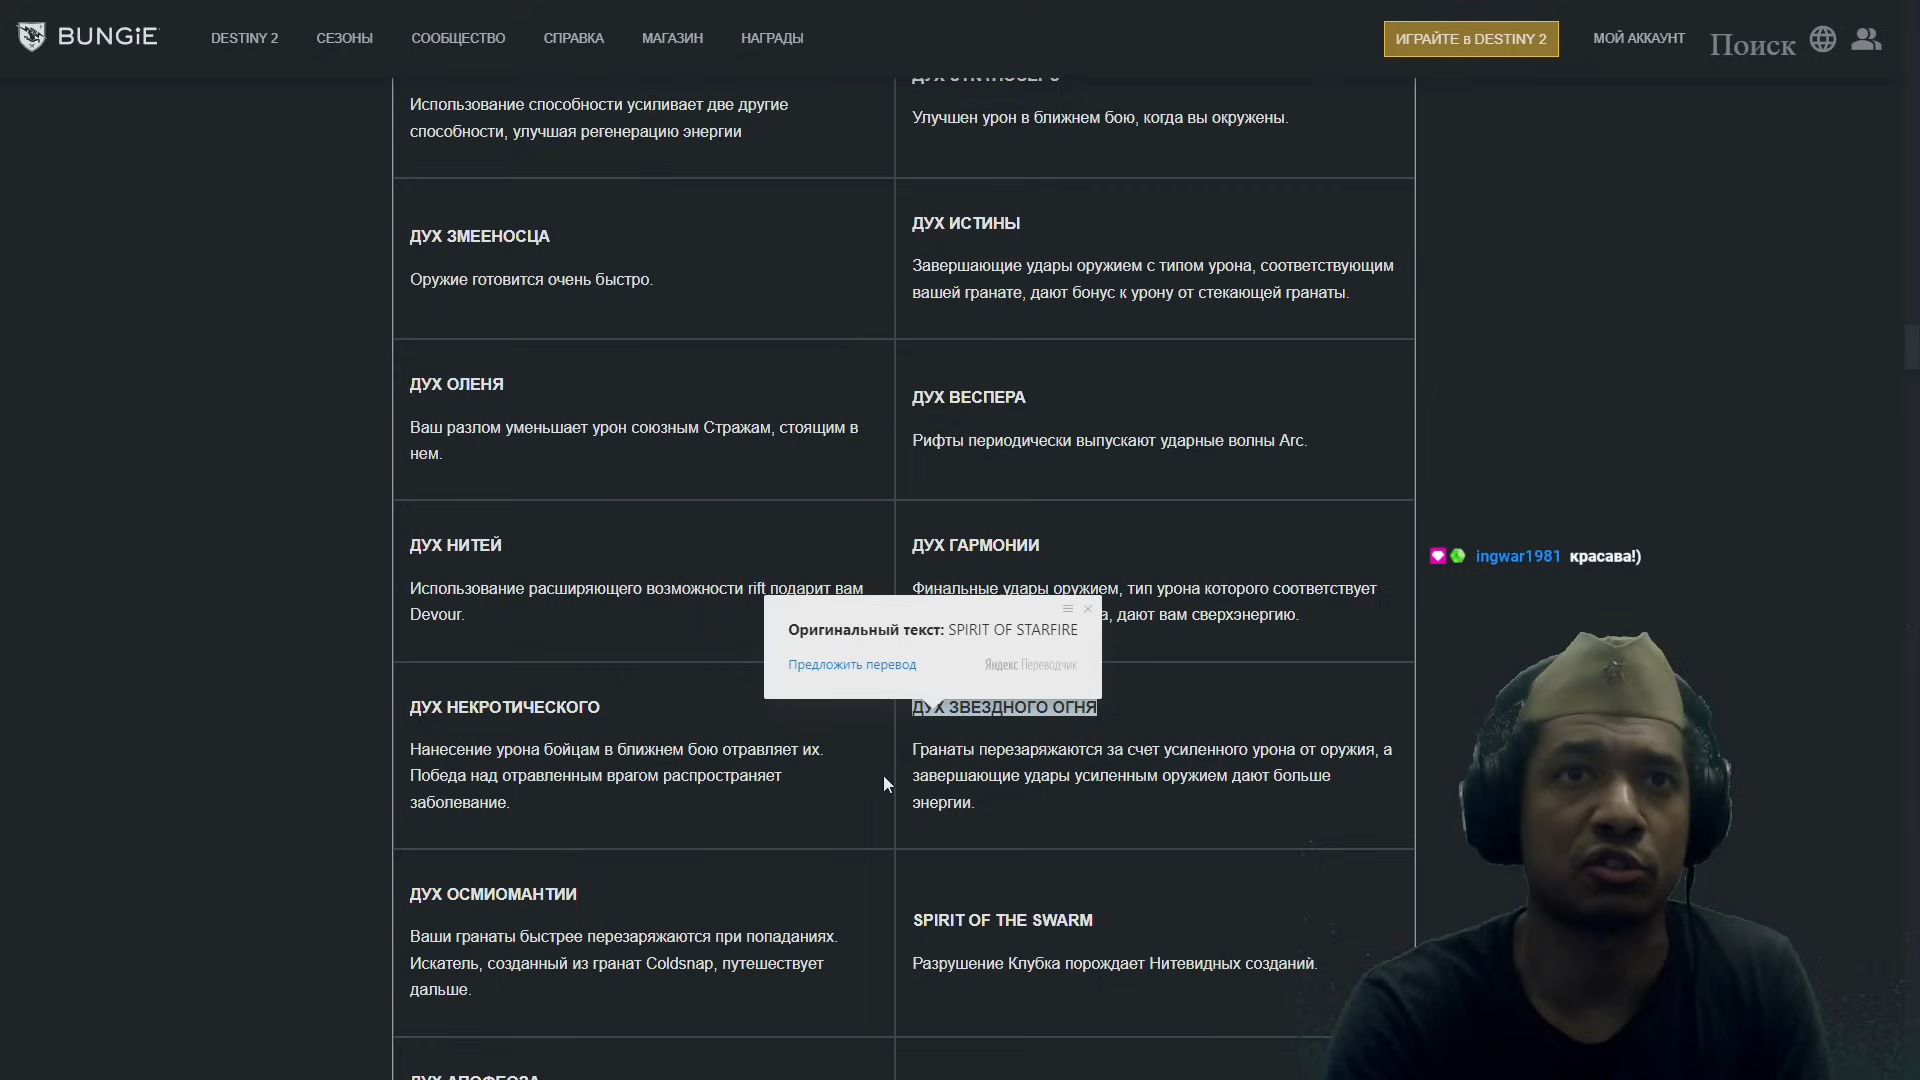 BUNGiE
DESTINY 2
СЕЗОНЫ
СООБЩЕСТВО
СПРАВКА
МАГАЗИН
НАГРАДЫ
ИГРАЙТЕ в DESTINY 2
МОЙ АККАУНТ
Поиск
Использование способности усиливает две другие
способности, улучшая регенерацию энергии
Улучшен урон в ближнем бою, когда вы окружены.
ДУХ ЗМЕЕНОСЦА
Оружие готовится очень быстро.
ДУХ ИСТИНЫ
Завершающие удары оружием с типом урона, соответствующим
вашей гранате, дают бонус к урону от стекающей гранаты.
ДУХ ОЛЕНЯ
Ваш разлом уменьшает урон союзным Стражам, стоящим в
нем.
ДУХ ВЕСПЕРА
Рифты периодически выпускают ударные волны Arc.
ДУХ НИТЕЙ
Использование расширяющего возможности rift подарит вам
Devour.
ДУХ ГАРМОНИИ
Финальные удары оружием, тип урона которого соответствует
а, дают вам сверхэнергию.
Оригинальный текст: SPIRIT OF STARFIRE
Предложить перевод
Яндекс Переводчик
ДУХ НЕКРОТИЧЕСКОГО
Нанесение урона бойцам в ближнем бою отравляет их.
Победа над отравленным врагом распространяет
заболевание.
ДУХ ЗВЕЗДНОГО ОГНЯ
Гранаты перезаряжаются за счет усиленного урона от оружия, а
завершающие удары усиленным оружием дают больше
энергии.
ДУХ ОСМИОМАНТИИ
Ваши гранаты быстрее перезаряжаются при попаданиях.
Искатель, созданный из гранат Coldsnap, путешествует
дальше.
SPIRIT OF THE SWARM
Разрушение Клубка порождает Нитевидных созданий.
ingwar1981 красава!)